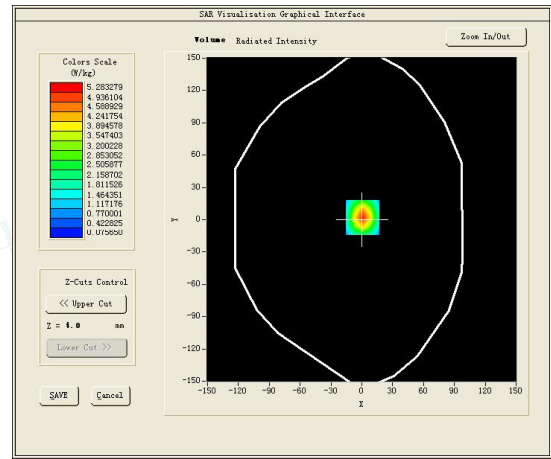 SAR Visualisation Graphical Interface
Volume Radiated Intensity
Zoom In/Out
Colors Scale
(W/kg)
5.283279
4.936104
4.588929
4.241754
3.894578
3.547403
3.200228
2.853052
2.505877
2.158702
1.811526
1.464351
1.117176
0.770001
0.422825
0.075650
Z-Cuts Control
<< Upper Cut
Z = 4.0 mm
Lower Cut >>
SAVE Cancel
150
120
90
60
30
0
-30
-60
-90
-120
-150
Y
-150 -120 -90 -60 -30 0 30 60 90 120 150
X